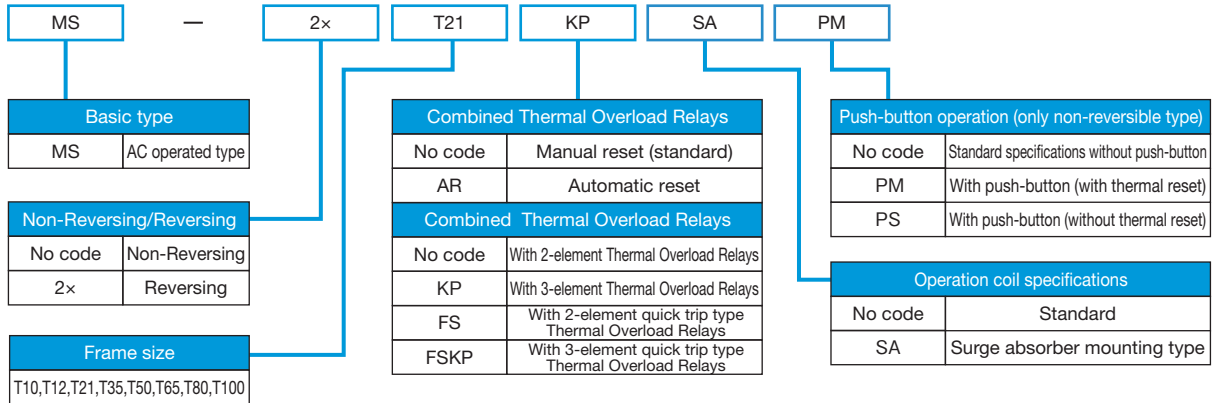 MS — 2× T21 KP SA PM
Basic type
MS AC operated type
Non-Reversing/Reversing
No code Non-Reversing
2× Reversing
Frame size
T10,T12,T21,T35,T50,T65,T80,T100
Combined Thermal Overload Relays
No code Manual reset (standard)
AR Automatic reset
Combined Thermal Overload Relays
No code With 2-element Thermal Overload Relays
KP With 3-element Thermal Overload Relays
FS With 2-element quick trip type
Thermal Overload Relays
FSKP With 3-element quick trip type
Thermal Overload Relays
Push-button operation (only non-reversible type)
No code Standard specifications without push-button
PM With push-button (with thermal reset)
PS With push-button (without thermal reset)
Operation coil specifications
No code Standard
SA Surge absorber mounting type